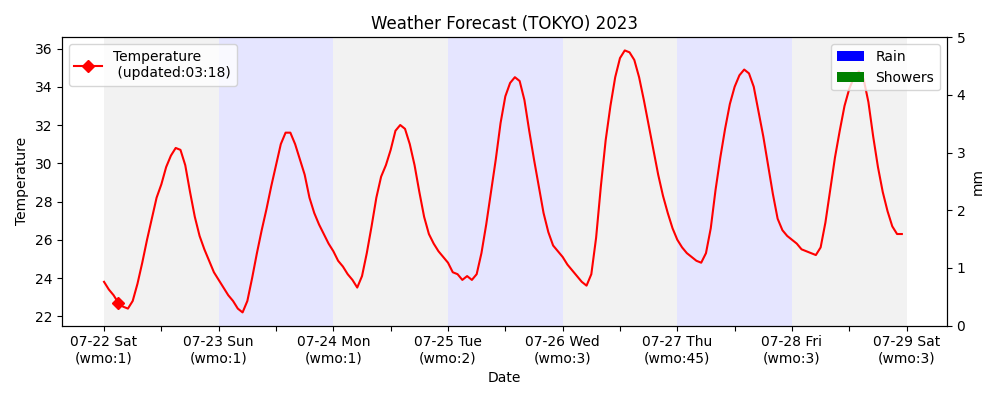 Weather Forecast (TOKYO) 2023
Temperature
(updated:03:18)
Rain
Showers
36
34
32
30
28
26
24
22
Temperature
5
4
3
2
1
0
mm
07-22 Sat
(wmo:1)
07-23 Sun
(wmo:1)
07-24 Mon
(wmo:1)
07-25 Tue
(wmo:2)
07-26 Wed
(wmo:3)
07-27 Thu
(wmo:45)
07-28 Fri
(wmo:3)
07-29 Sat
(wmo:3)
Date